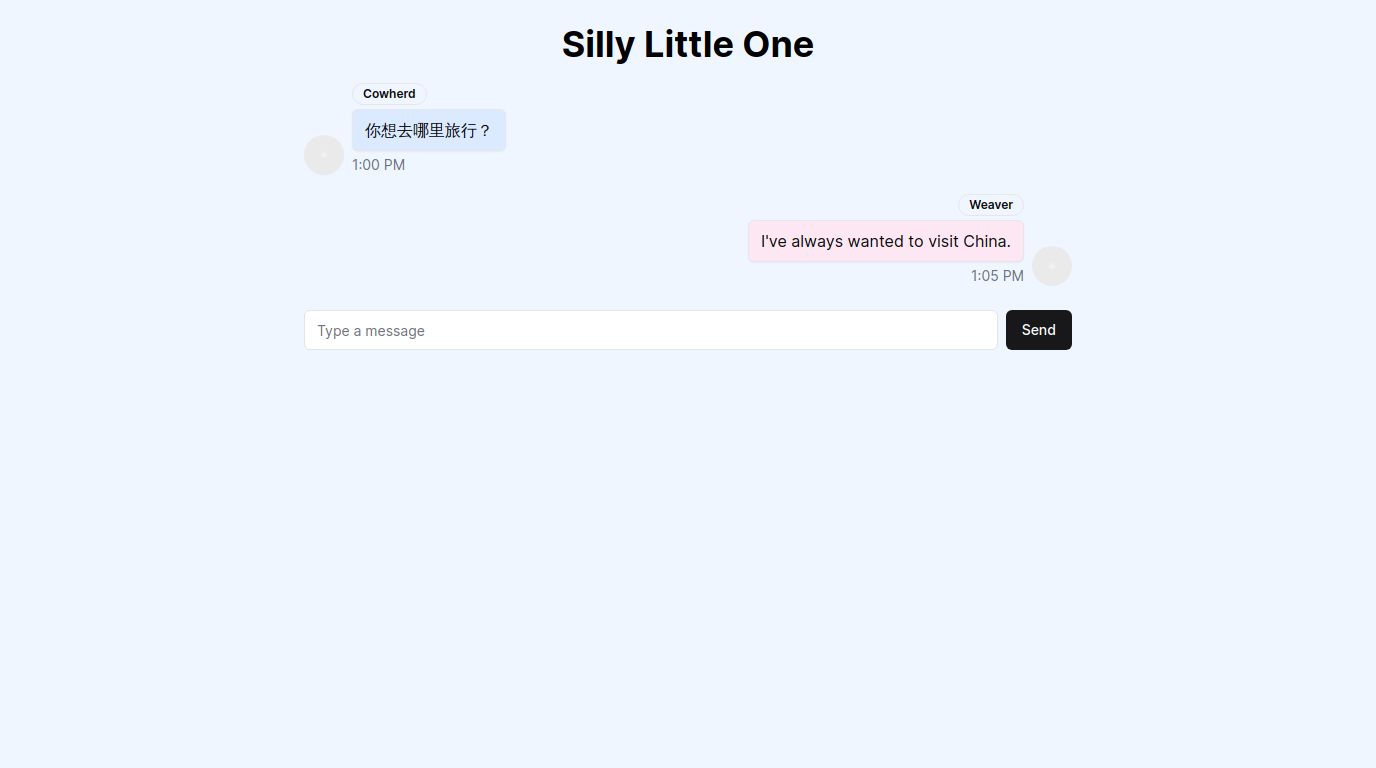 Silly Little One
Cowherd
你想去哪里旅行？
1:00 PM
Weaver
I've always wanted to visit China.
1:05 PM
Type a message
Send